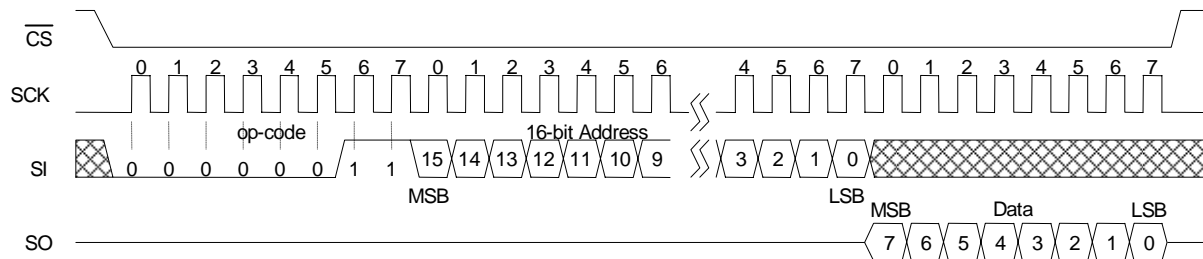 CS
0 1 2 3 4 5 6 7 0 1 2 3 4 5 6 4 5 6 7 0 1 2 3 4 5 6 7
SCK
op-code 16-bit Address
SI 0 0 0 0 0 0 1 1 15 14 13 12 11 10 9 3 2 1 0
MSB LSB MSB Data LSB
SO 7 6 5 4 3 2 1 0